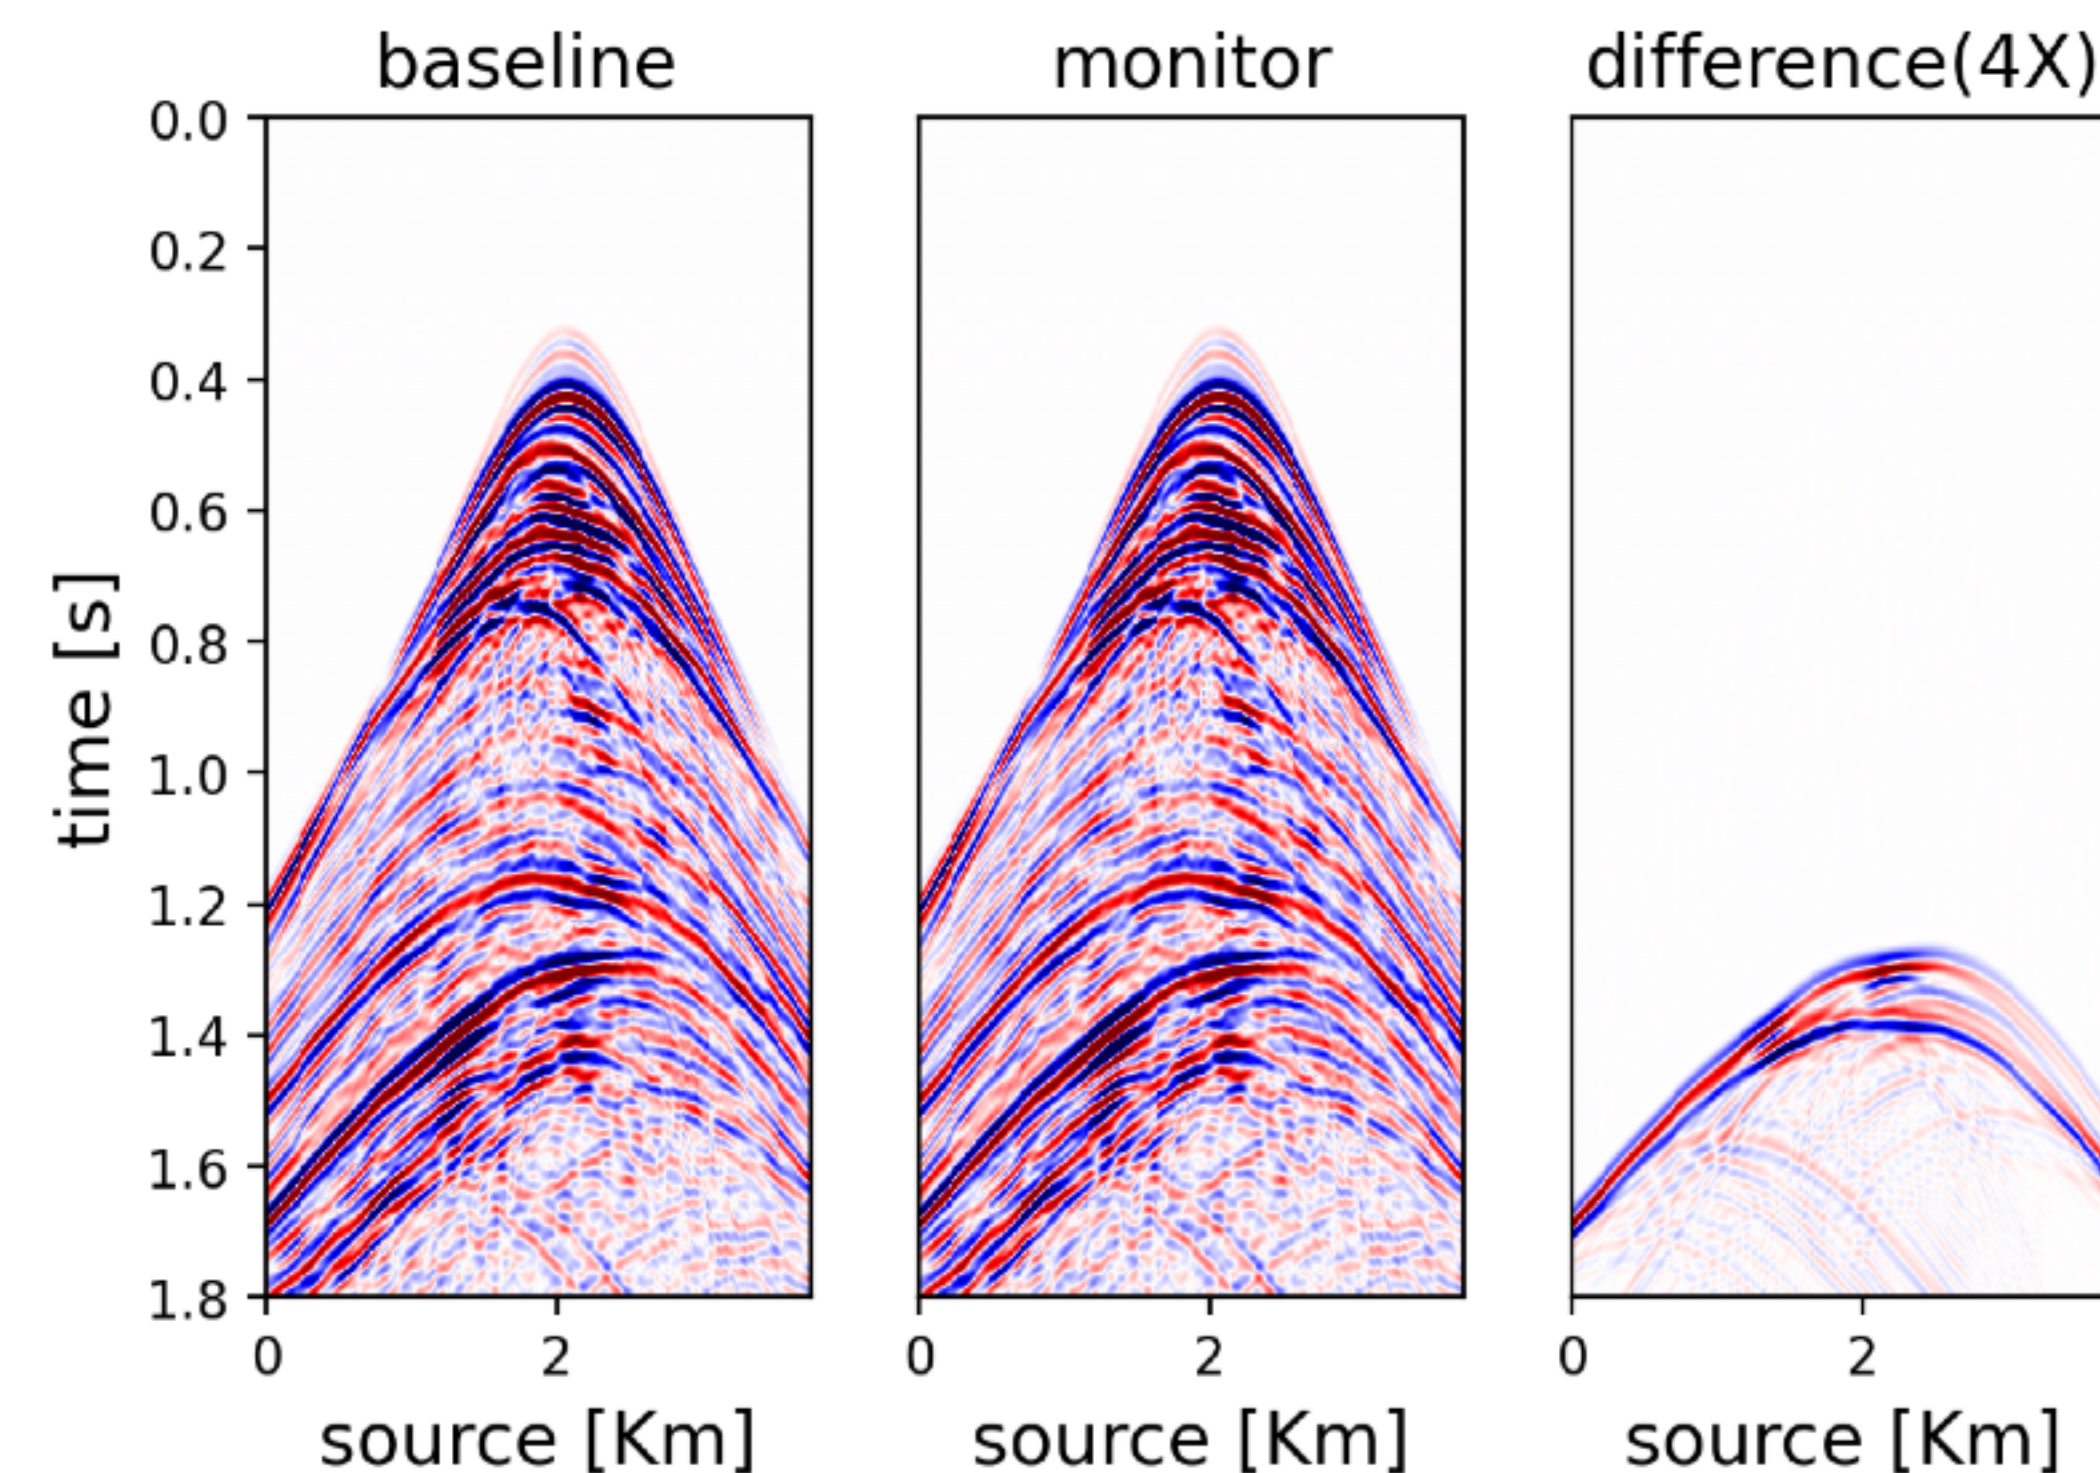 baseline monitor difference(4X)
0.0
0.2
0.4
0.6
0.8
1.0
1.2
1.4
1.6
1.8
time [s]
0 2 0 2 0 2
source [Km] source [Km] source [Km]